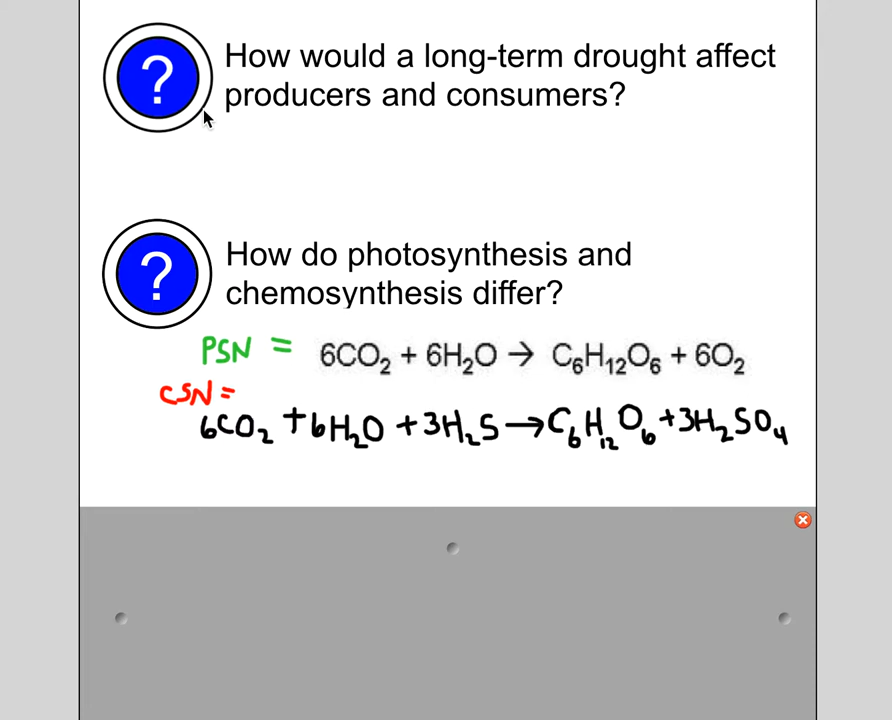 ?
How would a long-term drought affect
producers and consumers?
?
How do photosynthesis and
chemosynthesis differ?
PSN = 6CO₂ + 6H₂O → C₆H₁₂O₆ + 6O₂
CSN =
6CO₂ + 6H₂O + 3H₂S → C₆H₁₂O₆ + 3H₂SO₄